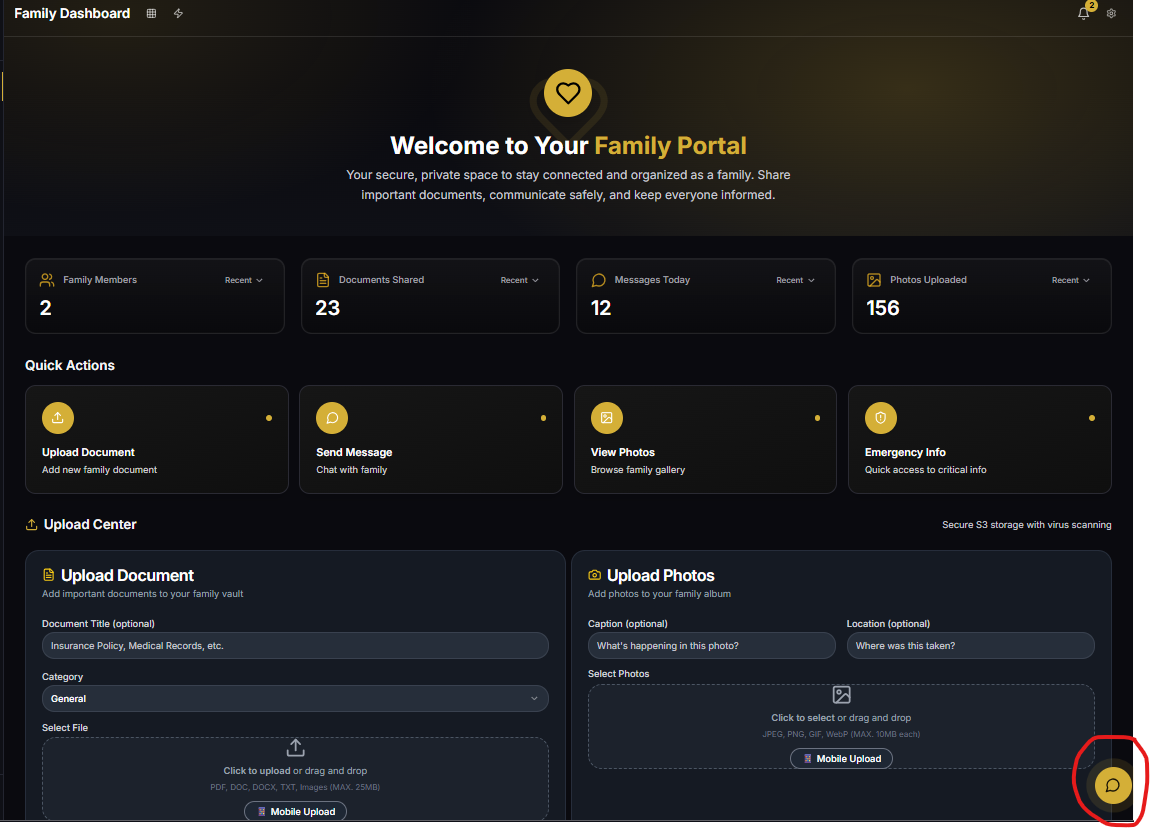 Family Dashboard
2
Welcome to Your Family Portal
Your secure, private space to stay connected and organized as a family. Share
important documents, communicate safely, and keep everyone informed.
Family Members
Recent
2
Documents Shared
Recent
23
Messages Today
Recent
12
Photos Uploaded
Recent
156
Quick Actions
Upload Document
Add new family document
Send Message
Chat with family
View Photos
Browse family gallery
Emergency Info
Quick access to critical info
Upload Center
Secure S3 storage with virus scanning
Upload Document
Add important documents to your family vault
Document Title (optional)
Insurance Policy, Medical Records, etc.
Category
General
Select File
Click to upload or drag and drop
PDF, DOC, DOCX, TXT, Images (MAX. 25MB)
Mobile Upload
Upload Photos
Add photos to your family album
Caption (optional)
What's happening in this photo?
Location (optional)
Where was this taken?
Select Photos
Click to select or drag and drop
JPEG, PNG, GIF, WebP (MAX. 10MB each)
Mobile Upload